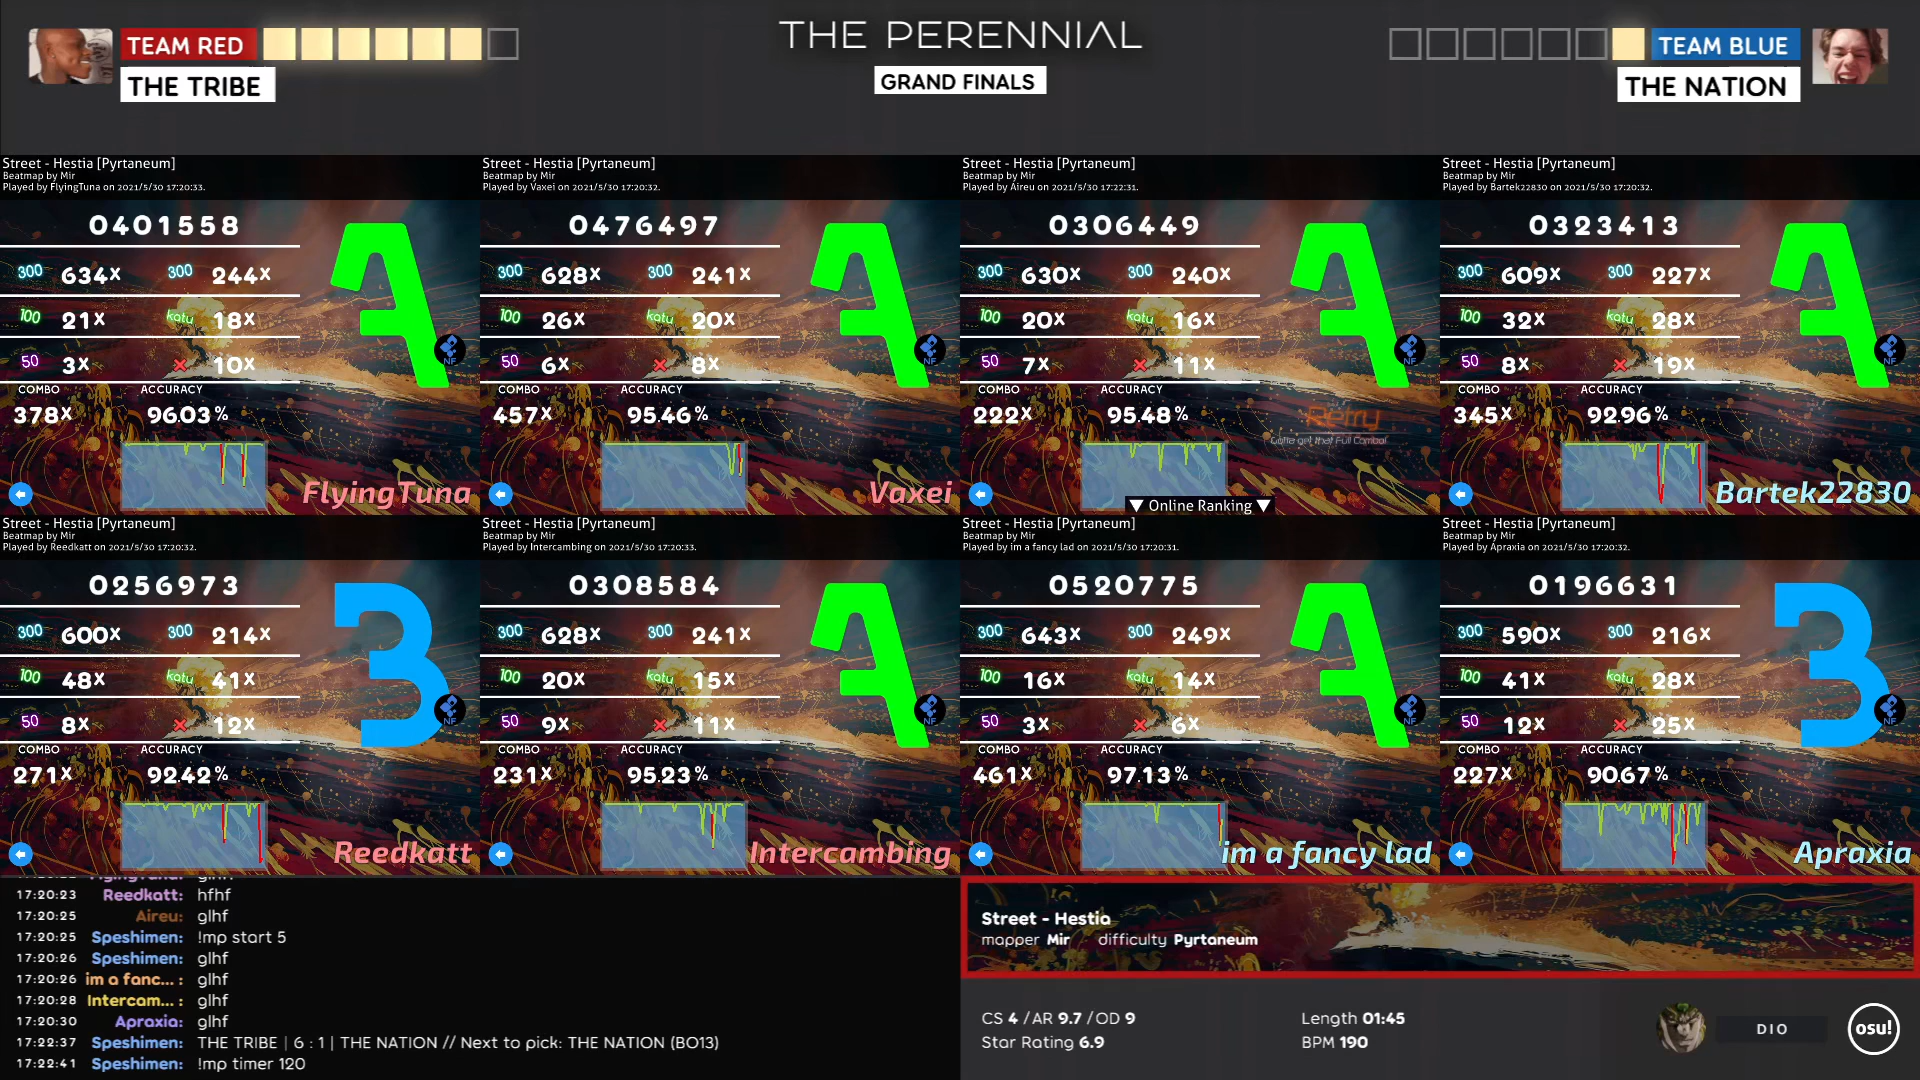 TEAM RED
THE TRIBE
THE PERENNIAL
GRAND FINALS
TEAM BLUE
THE NATION
Street - Hestia [Pyrtaneum]
Beatmap by Mir
Played by FlyingTuna on 2021/5/30 17:20:33.
0401558
300 634x 300 244x
100 21x katu 18x
50 3x 10x
COMBO ACCURACY
378x 96.03%
FlyingTuna
NF
Street - Hestia [Pyrtaneum]
Beatmap by Mir
Played by Vaxei on 2021/5/30 17:20:32.
0476497
300 628x 300 241x
100 26x katu 20x
50 6x 8x
COMBO ACCURACY
457x 95.46%
Vaxei
NF
Street - Hestia [Pyrtaneum]
Beatmap by Mir
Played by Aireu on 2021/5/30 17:22:31.
0306449
300 630x 300 240x
100 20x katu 16x
50 7x 11x
COMBO ACCURACY
222x 95.48%
Retry
Gotta get that Full Combo!
▼ Online Ranking ▼
NF
Street - Hestia [Pyrtaneum]
Beatmap by Mir
Played by Bartek22830 on 2021/5/30 17:20:32.
0323413
300 609x 300 227x
100 32x katu 28x
50 8x 19x
COMBO ACCURACY
345x 92.96%
Bartek22830
NF
Street - Hestia [Pyrtaneum]
Beatmap by Mir
Played by Reedkatt on 2021/5/30 17:20:32.
0256973
300 600x 300 214x
100 48x katu 41x
50 8x 12x
COMBO ACCURACY
271x 92.42%
Reedkatt
NF
Street - Hestia [Pyrtaneum]
Beatmap by Mir
Played by Intercambing on 2021/5/30 17:20:33.
0308584
300 628x 300 241x
100 20x katu 15x
50 9x 11x
COMBO ACCURACY
231x 95.23%
Intercambing
NF
Street - Hestia [Pyrtaneum]
Beatmap by Mir
Played by im a fancy lad on 2021/5/30 17:20:31.
0520775
300 643x 300 249x
100 16x katu 14x
50 3x 6x
COMBO ACCURACY
461x 97.13%
im a fancy lad
NF
Street - Hestia [Pyrtaneum]
Beatmap by Mir
Played by Apraxia on 2021/5/30 17:20:32.
0196631
300 590x 300 216x
100 41x katu 28x
50 12x 25x
COMBO ACCURACY
227x 90.67%
Apraxia
NF
17:20:23 Reedkatt: hfhf
17:20:25 Aireu: glhf
17:20:25 Speshimen: !mp start 5
17:20:26 Speshimen: glhf
17:20:26 im a fanc... : glhf
17:20:28 Intercam... : glhf
17:20:30 Apraxia: glhf
17:22:37 Speshimen: THE TRIBE | 6 : 1 | THE NATION // Next to pick: THE NATION (BO13)
17:22:41 Speshimen: !mp timer 120
Street - Hestia
mapper Mir difficulty Pyrtaneum
CS 4 / AR 9.7 / OD 9
Star Rating 6.9
Length 01:45
BPM 190
DIO
osu!